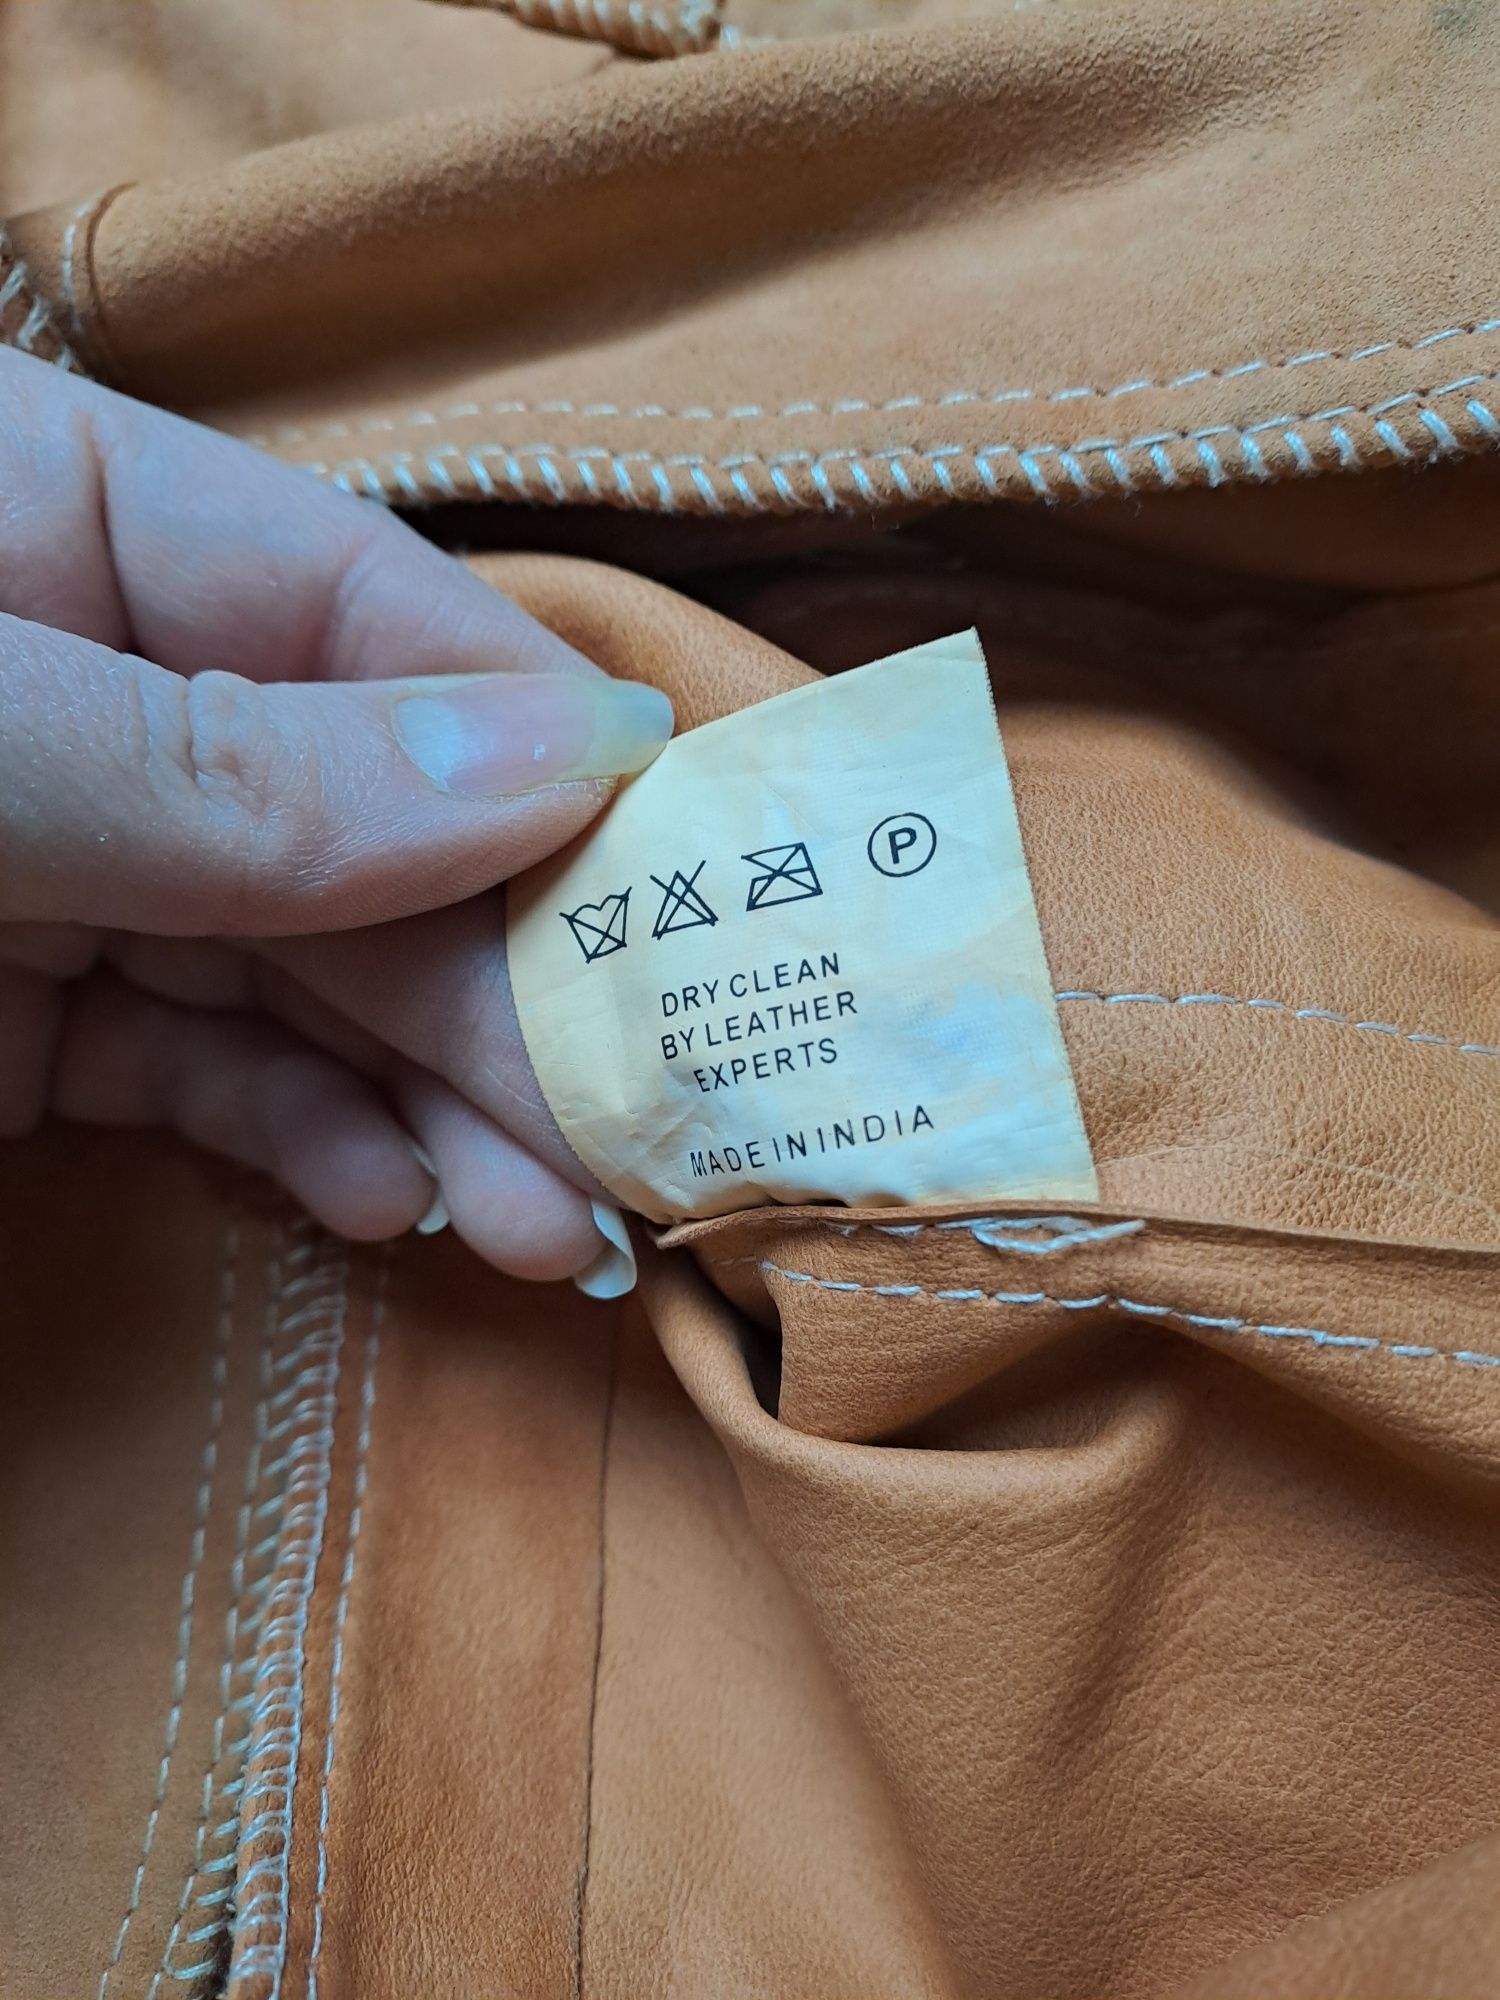 P
DRY CLEAN
BY LEATHER
EXPERTS
MADE IN INDIA